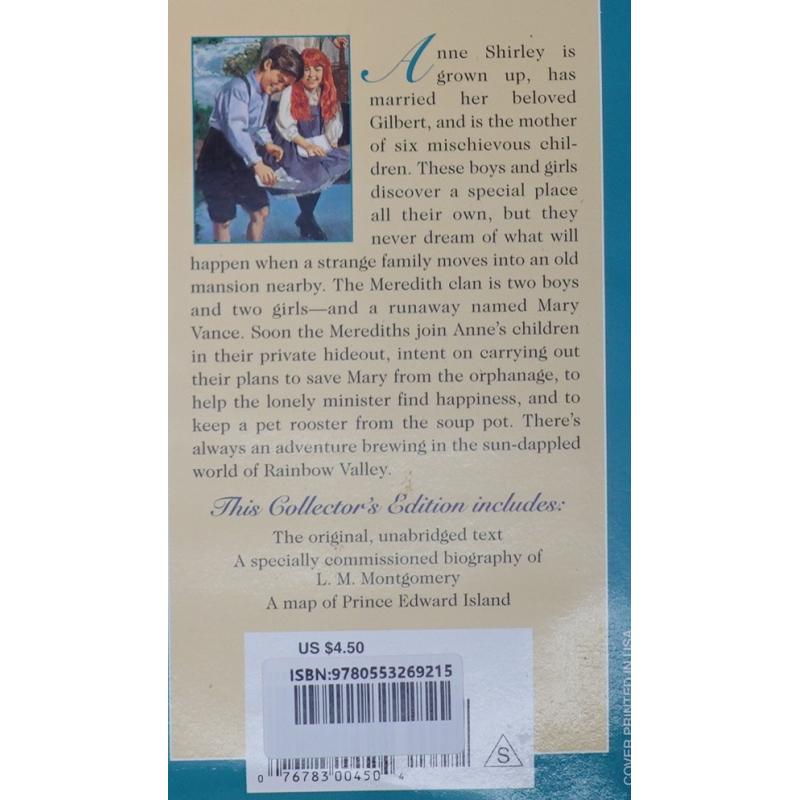 Anne Shirley is
grown up, has
married her beloved
Gilbert, and is the mother
of six mischievous chil-
dren. These boys and girls
discover a special place
all their own, but they
never dream of what will
happen when a strange family moves into an old
mansion nearby. The Meredith clan is two boys
and two girls—and a runaway named Mary
Vance. Soon the Merediths join Anne's children
in their private hideout, intent on carrying out
their plans to save Mary from the orphanage, to
help the lonely minister find happiness, and to
keep a pet rooster from the soup pot. There's
always an adventure brewing in the sun-dappled
world of Rainbow Valley.
This Collector's Edition includes:
The original, unabridged text
A specially commissioned biography of
L. M. Montgomery
A map of Prince Edward Island
US $4.50
ISBN:9780553269215
S
0 76783 00450 4
COVER PRINTED IN USA